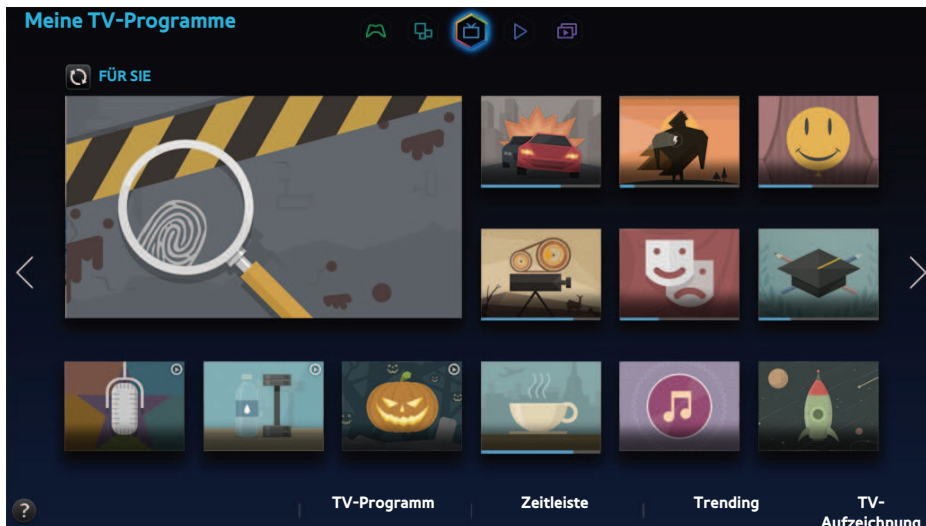 Meine TV-Programme
FÜR SIE
?
TV-Programm
Zeitleiste
Trending
TV-
Aufzeichnung